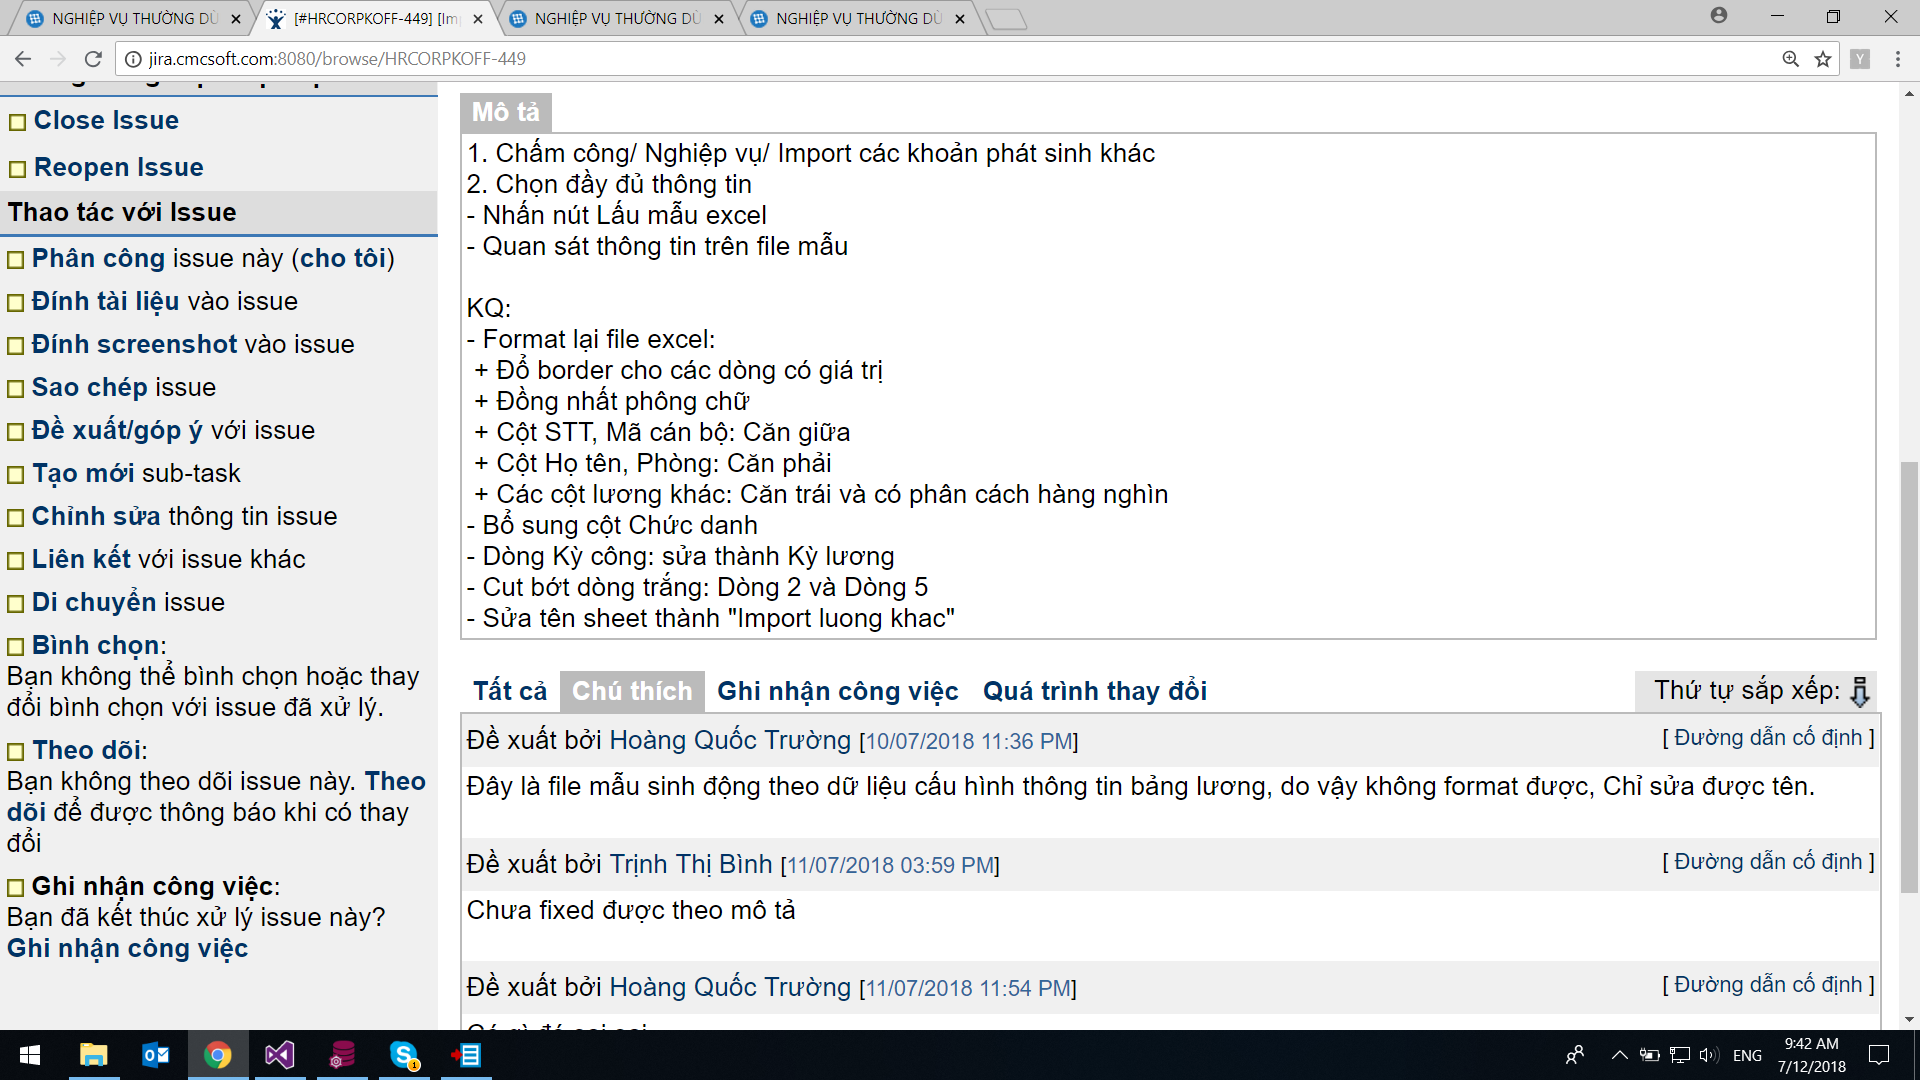 NGHIỆP VỤ THƯỜNG DÙ
[#HRCORPKOFF-449] [Im
NGHIỆP VỤ THƯỜNG DÙ
NGHIỆP VỤ THƯỜNG DÙ
jira.cmcsoft.com:8080/browse/HRCORPKOFF-449
Y
Close Issue
Reopen Issue
Thao tác với Issue
Phân công issue này (cho tôi)
Đính tài liệu vào issue
Đính screenshot vào issue
Sao chép issue
Đề xuất/góp ý với issue
Tạo mới sub-task
Chỉnh sửa thông tin issue
Liên kết với issue khác
Di chuyển issue
Bình chọn:
Bạn không thể bình chọn hoặc thay
đổi bình chọn với issue đã xử lý.
Theo dõi:
Bạn không theo dõi issue này. Theo
dõi để được thông báo khi có thay
đổi
Ghi nhận công việc:
Bạn đã kết thúc xử lý issue này?
Ghi nhận công việc
Mô tả
1. Chấm công/ Nghiệp vụ/ Import các khoản phát sinh khác
2. Chọn đầy đủ thông tin
- Nhấn nút Lấu mẫu excel
- Quan sát thông tin trên file mẫu
KQ:
- Format lại file excel:
+ Đổ border cho các dòng có giá trị
+ Đồng nhất phông chữ
+ Cột STT, Mã cán bộ: Căn giữa
+ Cột Họ tên, Phòng: Căn phải
+ Các cột lương khác: Căn trái và có phân cách hàng nghìn
- Bổ sung cột Chức danh
- Dòng Kỳ công: sửa thành Kỳ lương
- Cut bớt dòng trắng: Dòng 2 và Dòng 5
- Sửa tên sheet thành "Import luong khac"
Tất cả Chú thích Ghi nhận công việc Quá trình thay đổi Thứ tự sắp xếp:
Đề xuất bởi Hoàng Quốc Trường [10/07/2018 11:36 PM] [ Đường dẫn cố định ]
Đây là file mẫu sinh động theo dữ liệu cấu hình thông tin bảng lương, do vậy không format được, Chỉ sửa được tên.
Đề xuất bởi Trịnh Thị Bình [11/07/2018 03:59 PM] [ Đường dẫn cố định ]
Chưa fixed được theo mô tả
Đề xuất bởi Hoàng Quốc Trường [11/07/2018 11:54 PM] [ Đường dẫn cố định ]
ENG
9:42 AM
7/12/2018